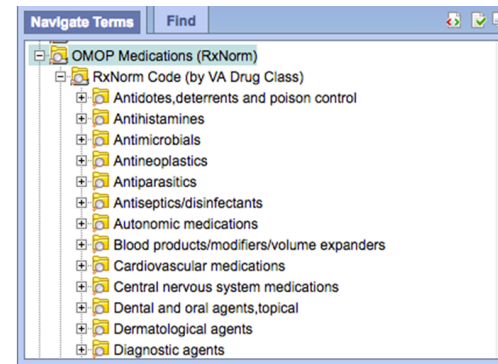 Navigate Terms Find
OMOP Medications (RxNorm)
RxNorm Code (by VA Drug Class)
Antidotes,deterrents and poison control
Antihistamines
Antimicrobials
Antineoplastics
Antiparasitics
Antiseptics/disinfectants
Autonomic medications
Blood products/modifiers/volume expanders
Cardiovascular medications
Central nervous system medications
Dental and oral agents,topical
Dermatological agents
Diagnostic agents